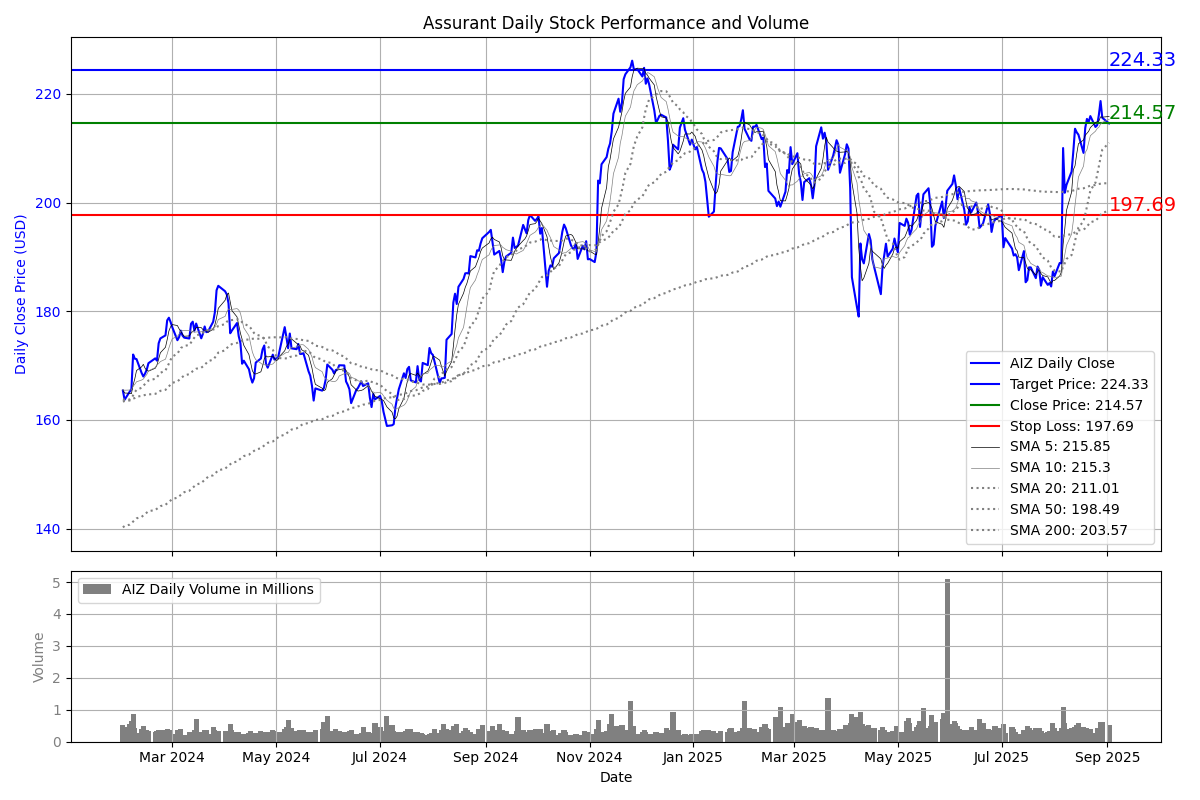 Assurant Daily Stock Performance and Volume
Daily Close Price (USD)
220
200
180
160
140
224.33
214.57
197.69
AIZ Daily Close
Target Price: 224.33
Close Price: 214.57
Stop Loss: 197.69
SMA 5: 215.85
SMA 10: 215.3
SMA 20: 211.01
SMA 50: 198.49
SMA 200: 203.57
AIZ Daily Volume in Millions
Volume
5
4
3
2
1
0
Mar 2024 May 2024 Jul 2024 Sep 2024 Nov 2024 Jan 2025 Mar 2025 May 2025 Jul 2025 Sep 2025
Date